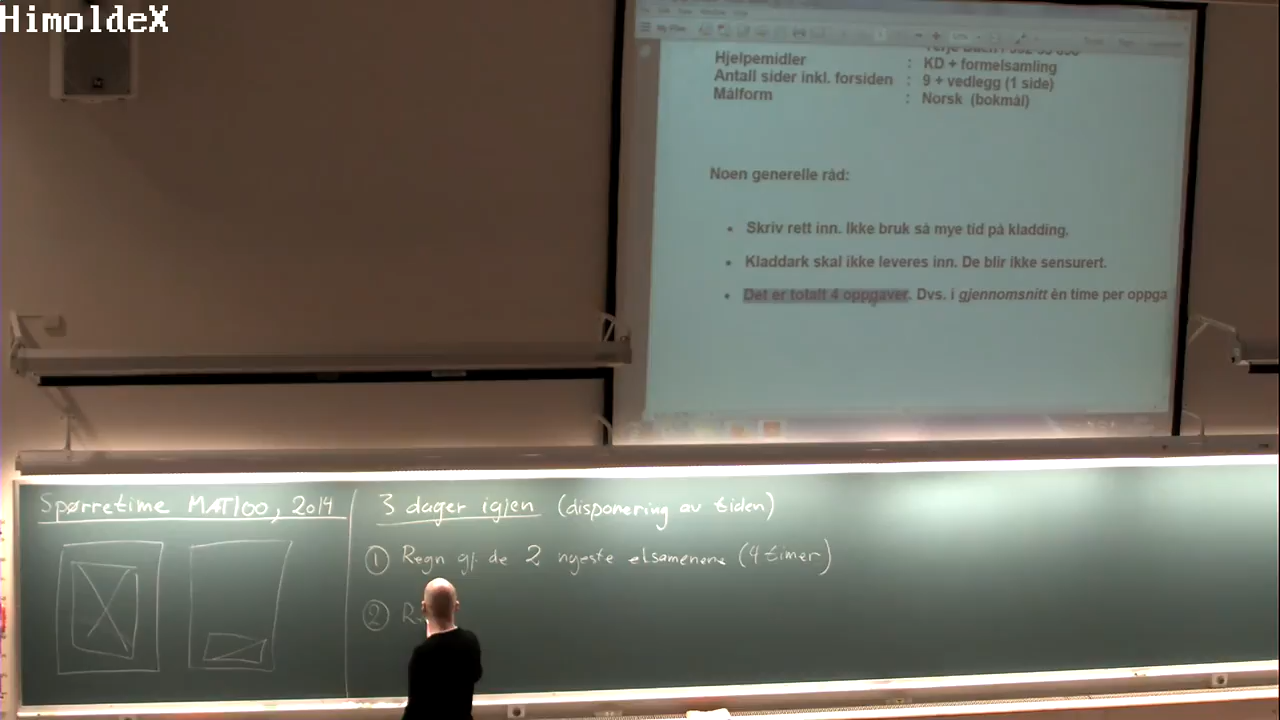 HimoldeX
Hjelpemidler : KD + formelsamling
Antall sider inkl. forsiden : 9 + vedlegg (1 side)
Målform : Norsk (bokmål)
Noen generelle råd:
• Skriv rett inn. Ikke bruk så mye tid på kladding.
• Kladdark skal ikke leveres inn. De blir ikke sensurert.
• Det er totalt 4 oppgaver. Dvs. i gjennomsnitt èn time per oppga
Spørretime MAT100, 2014
3 dager igjen (disponering av tiden)
① Regn gj. de 2 nyeste eksamenene (4 timer)
②